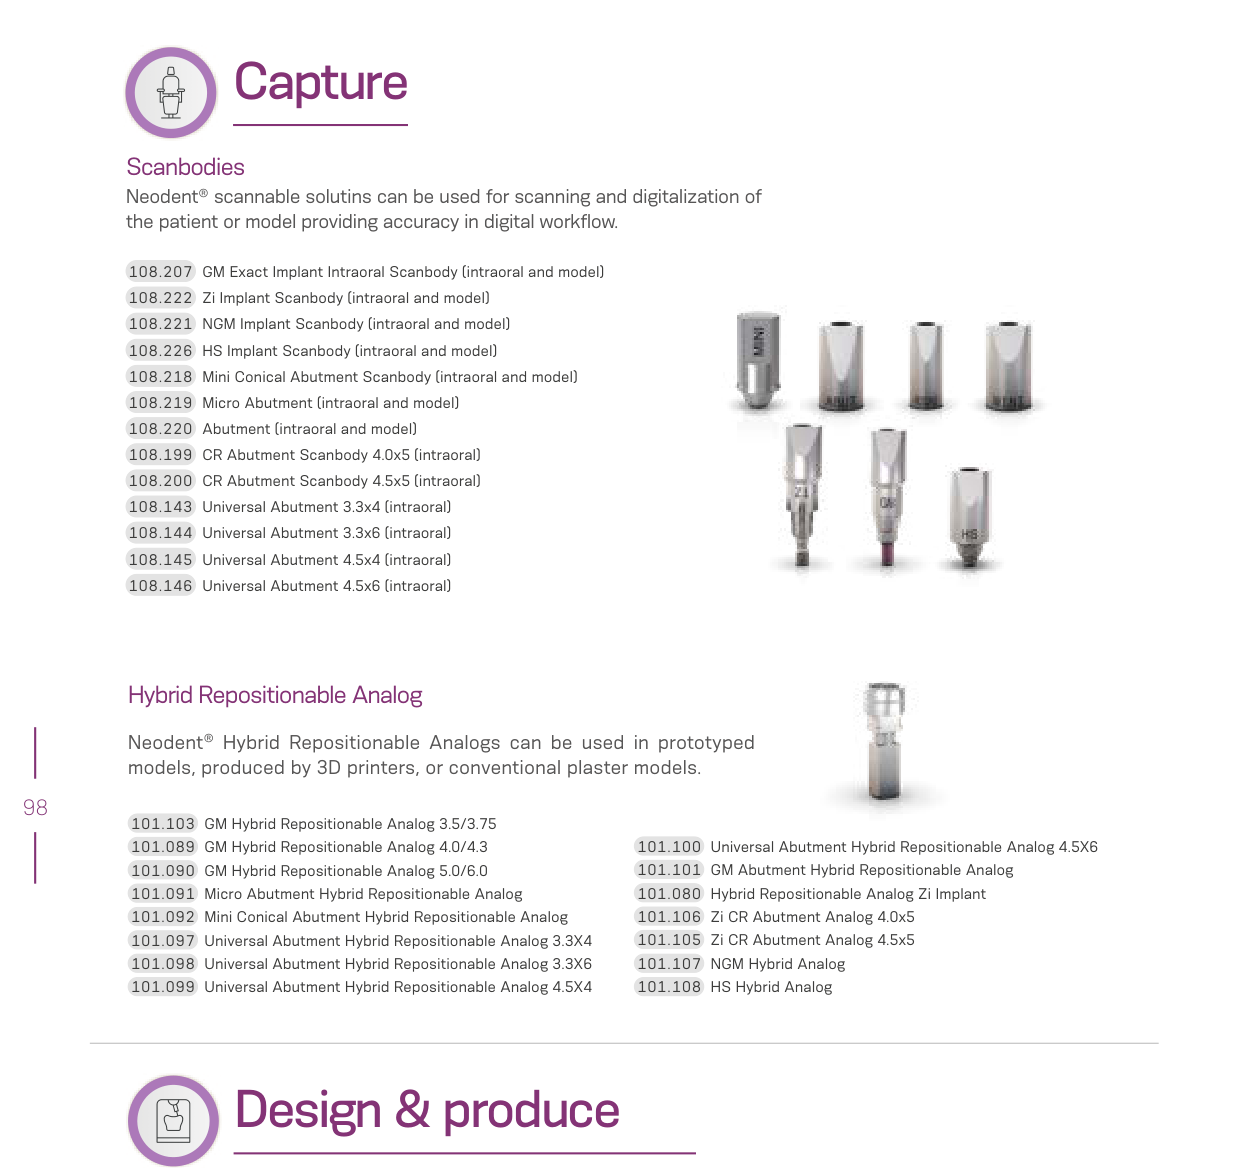 Capture
Scanbodies
Neodent® scannable solutins can be used for scanning and digitalization of
the patient or model providing accuracy in digital workflow.
108.207 GM Exact Implant Intraoral Scanbody (intraoral and model)
108.222 Zi Implant Scanbody (intraoral and model)
108.221 NGM Implant Scanbody (intraoral and model)
108.226 HS Implant Scanbody (intraoral and model)
108.218 Mini Conical Abutment Scanbody (intraoral and model)
108.219 Micro Abutment (intraoral and model)
108.220 Abutment (intraoral and model)
108.199 CR Abutment Scanbody 4.0x5 (intraoral)
108.200 CR Abutment Scanbody 4.5x5 (intraoral)
108.143 Universal Abutment 3.3x4 (intraoral)
108.144 Universal Abutment 3.3x6 (intraoral)
108.145 Universal Abutment 4.5x4 (intraoral)
108.146 Universal Abutment 4.5x6 (intraoral)
MINI
ZI
HS
Hybrid Repositionable Analog
Neodent® Hybrid Repositionable Analogs can be used in prototyped
models, produced by 3D printers, or conventional plaster models.
98
101.103 GM Hybrid Repositionable Analog 3.5/3.75
101.089 GM Hybrid Repositionable Analog 4.0/4.3
101.090 GM Hybrid Repositionable Analog 5.0/6.0
101.091 Micro Abutment Hybrid Repositionable Analog
101.092 Mini Conical Abutment Hybrid Repositionable Analog
101.097 Universal Abutment Hybrid Repositionable Analog 3.3X4
101.098 Universal Abutment Hybrid Repositionable Analog 3.3X6
101.099 Universal Abutment Hybrid Repositionable Analog 4.5X4
101.100 Universal Abutment Hybrid Repositionable Analog 4.5X6
101.101 GM Abutment Hybrid Repositionable Analog
101.080 Hybrid Repositionable Analog Zi Implant
101.106 Zi CR Abutment Analog 4.0x5
101.105 Zi CR Abutment Analog 4.5x5
101.107 NGM Hybrid Analog
101.108 HS Hybrid Analog
Design & produce